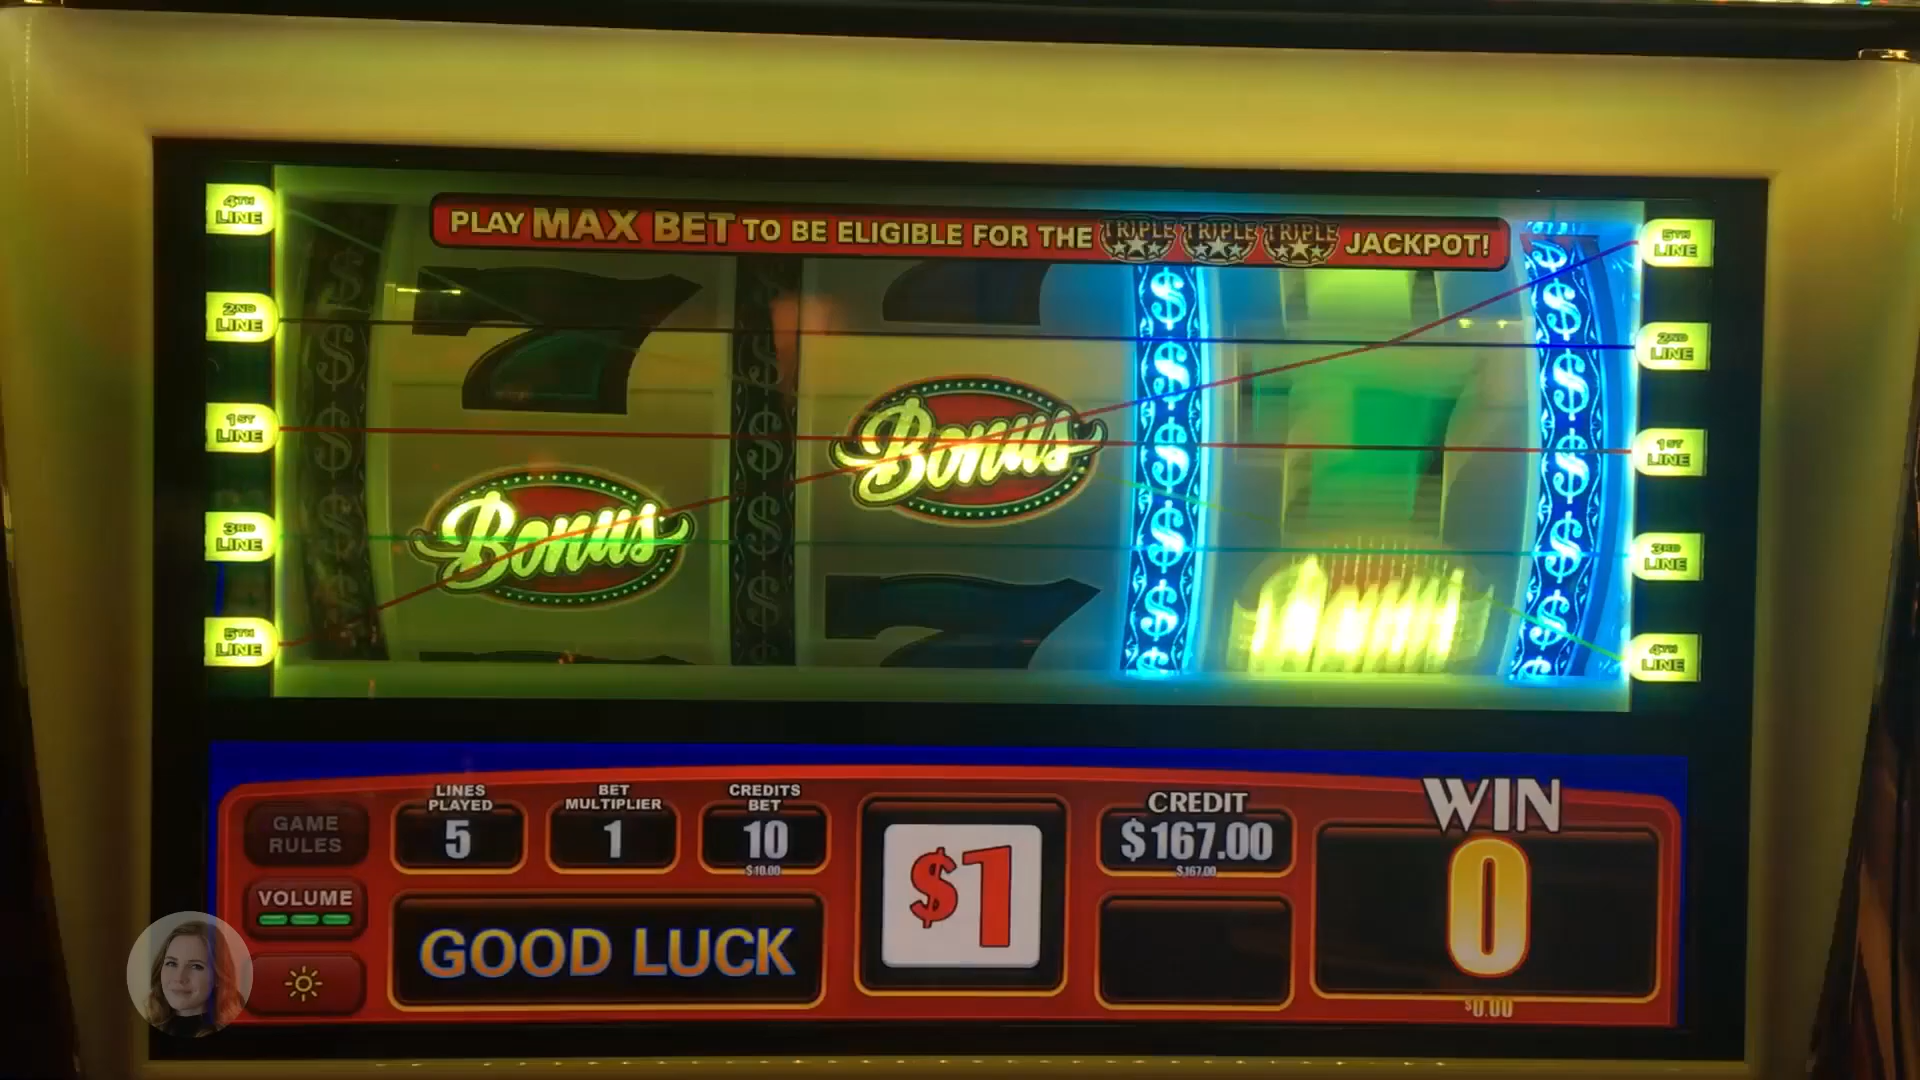 PLAY MAX BET TO BE ELIGIBLE FOR THE TRIPLE TRIPLE TRIPLE JACKPOT!
4TH LINE
5TH LINE
2ND LINE
2ND LINE
1ST LINE
Bonus
1ST LINE
Bonus
3RD LINE
3RD LINE
5TH LINE
4TH LINE
GAME RULES
LINES PLAYED
5
BET MULTIPLIER
1
CREDITS BET
10
$10.00
$1
CREDIT
$167.00
$167.00
WIN
0
$0.00
VOLUME
GOOD LUCK